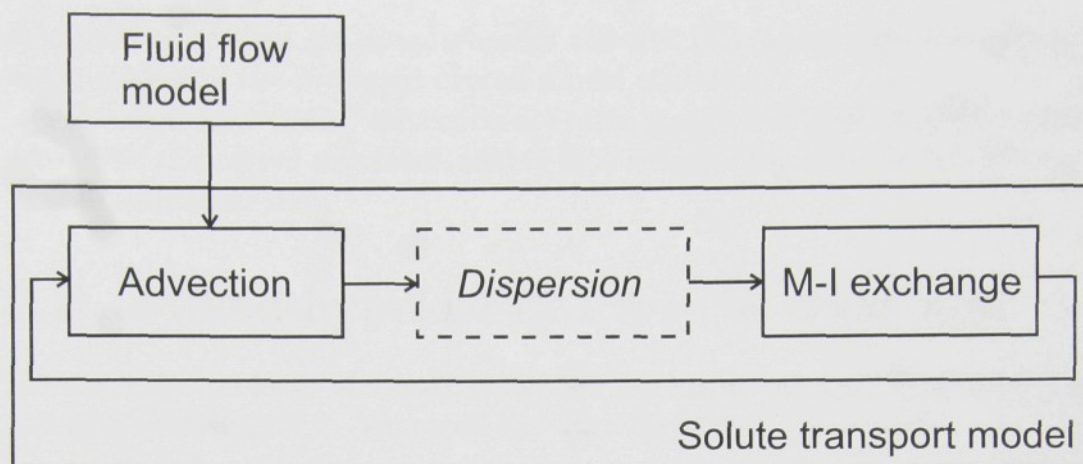 Fluid flow
model
Advection
Dispersion
M-I exchange
Solute transport model